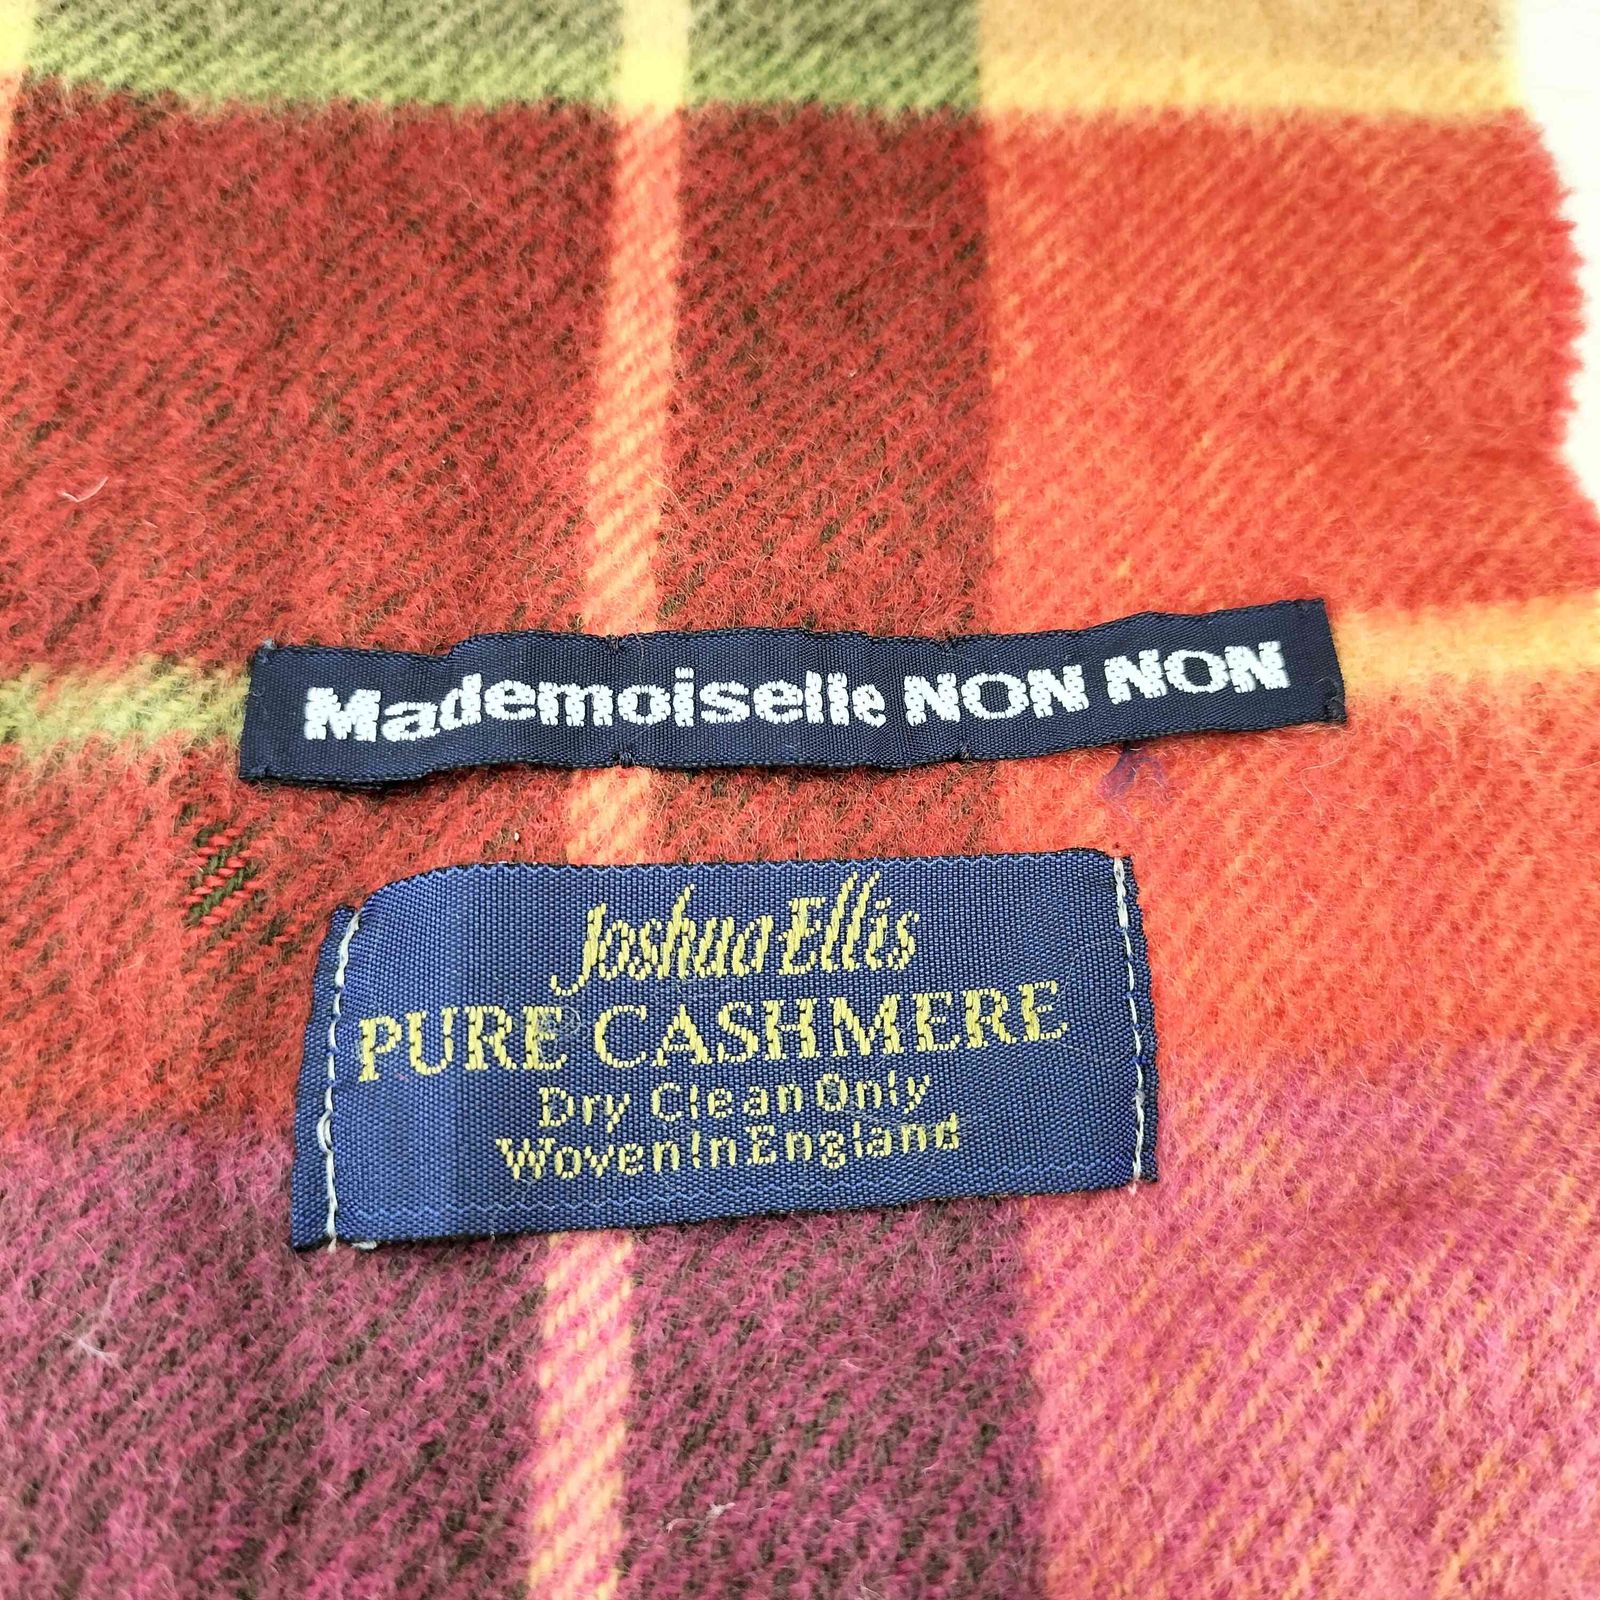 Mademoiselle NON NON
Joshua Ellis
PURE CASHMERE
Dry Clean Only
Woven In England